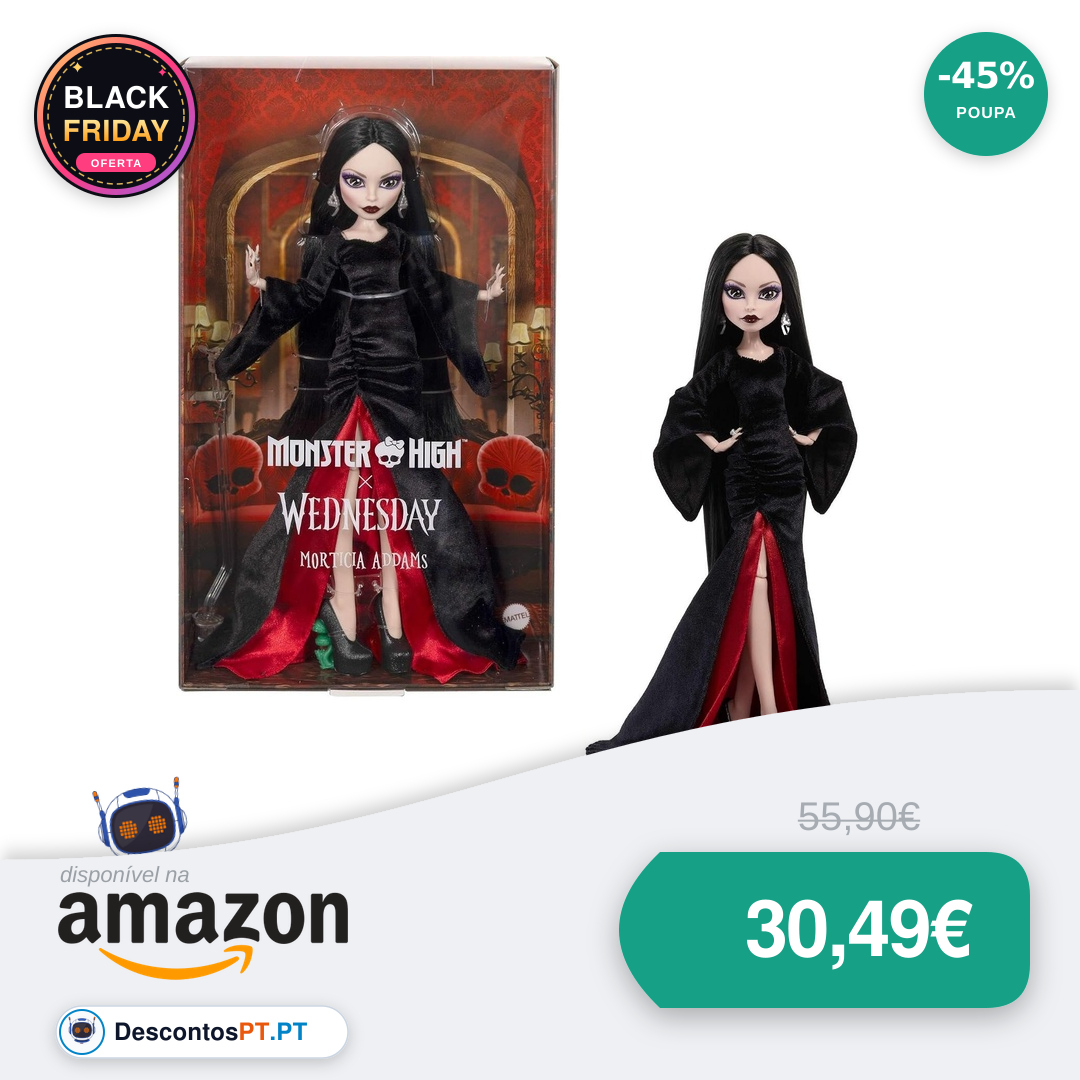 BLACK
FRIDAY
OFERTA
-45%
POUPA
MONSTER HIGH™
×
WEDNESDAY
MORTICIA ADDAMS
MATTEL
55,90€
30,49€
disponível na
amazon
DescontosPT.PT